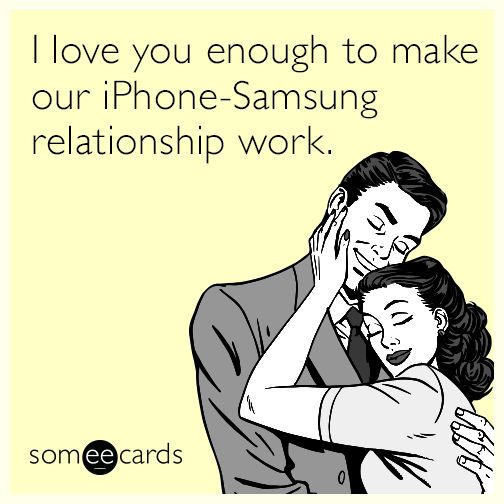 I love you enough to make
our iPhone-Samsung
relationship work.
someecards